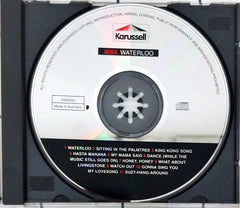 Karussell
ABBA WATERLOO
Made in Australia
WATERLOO · SITTING IN THE PALMTREE · KING KONG SONG
· HASTA MANANA · MY MAMA SAID · DANCE (WHILE THE
MUSIC STILL GOES ON) · HONEY, HONEY · WHAT ABOUT
LIVINGSTONE · WATCH OUT · GONNA SING YOU
MY LOVESONG · SUZY-HANG-AROUND